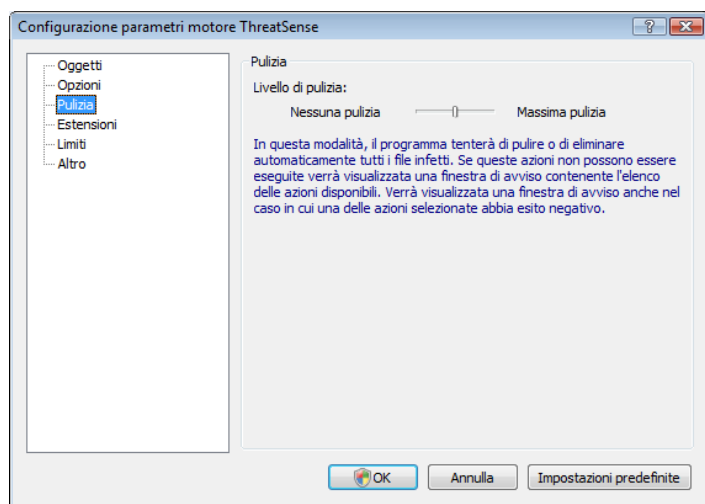 Configurazione parametri motore ThreatSense
Oggetti
Opzioni
Pulizia
Estensioni
Limiti
Altro
Pulizia
Livello di pulizia:
Nessuna pulizia
Massima pulizia
In questa modalità, il programma tenterà di pulire o di eliminare
automaticamente tutti i file infetti. Se queste azioni non possono essere
eseguite verrà visualizzata una finestra di avviso contenente l'elenco
delle azioni disponibili. Verrà visualizzata una finestra di avviso anche nel
caso in cui una delle azioni selezionate abbia esito negativo.
OK
Annulla
Impostazioni predefinite